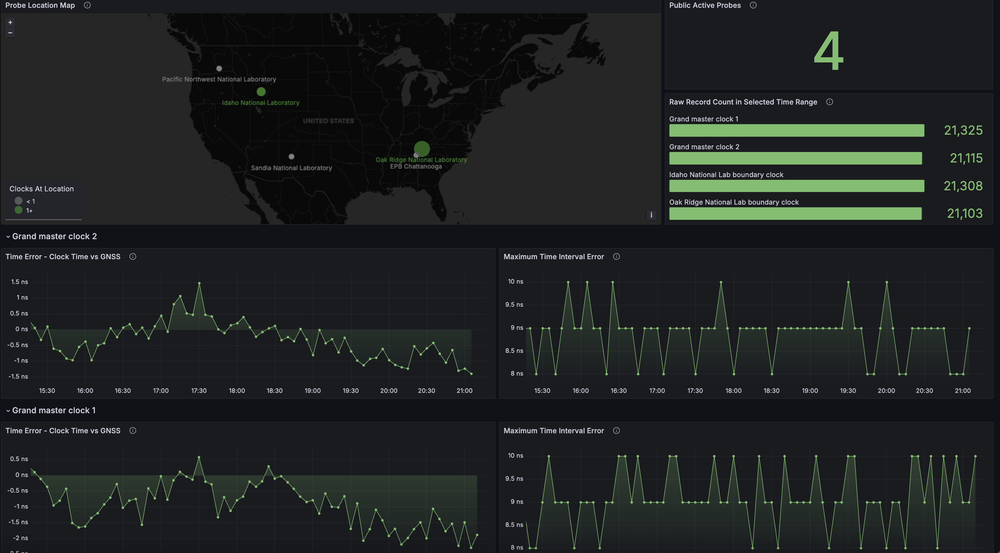 Probe Location Map
+
−
Pacific Northwest National Laboratory
Idaho National Laboratory
UNITED STATES
Oak Ridge National Laboratory
EPB Chattanooga
Sandia National Laboratory
Clocks At Location
< 1
1+
i
Public Active Probes
4
Raw Record Count in Selected Time Range
Grand master clock 1
21,325
Grand master clock 2
21,115
Idaho National Lab boundary clock
21,308
Oak Ridge National Lab boundary clock
21,103
Grand master clock 2
Time Error - Clock Time vs GNSS
1.5 ns
1 ns
0.5 ns
0 ns
-0.5 ns
-1 ns
-1.5 ns
15:30 16:00 16:30 17:00 17:30 18:00 18:30 19:00 19:30 20:00 20:30 21:00
Maximum Time Interval Error
10 ns
9.5 ns
9 ns
8.5 ns
8 ns
15:30 16:00 16:30 17:00 17:30 18:00 18:30 19:00 19:30 20:00 20:30 21:00
Grand master clock 1
Time Error - Clock Time vs GNSS
0.5 ns
0 ns
-0.5 ns
-1 ns
-1.5 ns
-2 ns
Maximum Time Interval Error
10 ns
9.5 ns
9 ns
8.5 ns
8 ns